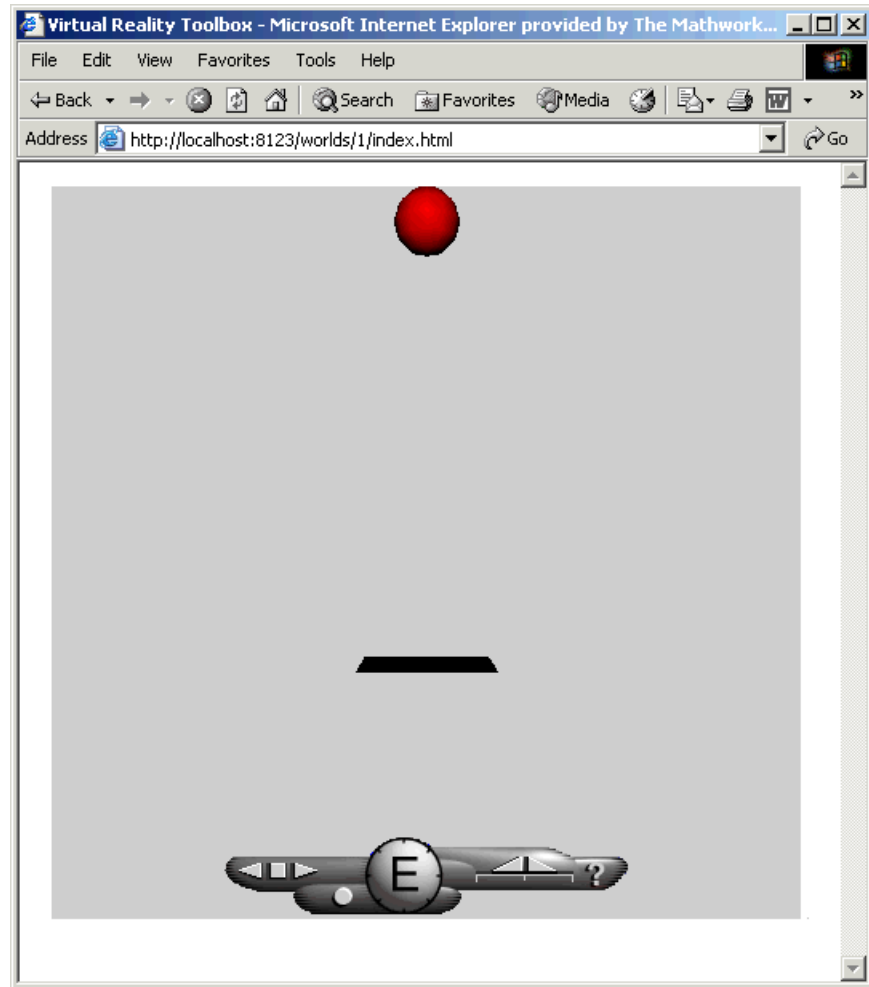 Virtual Reality Toolbox - Microsoft Internet Explorer provided by The Mathwork...
File Edit View Favorites Tools Help
Back Search Favorites Media W »
Address http://localhost:8123/worlds/1/index.html Go
E
?